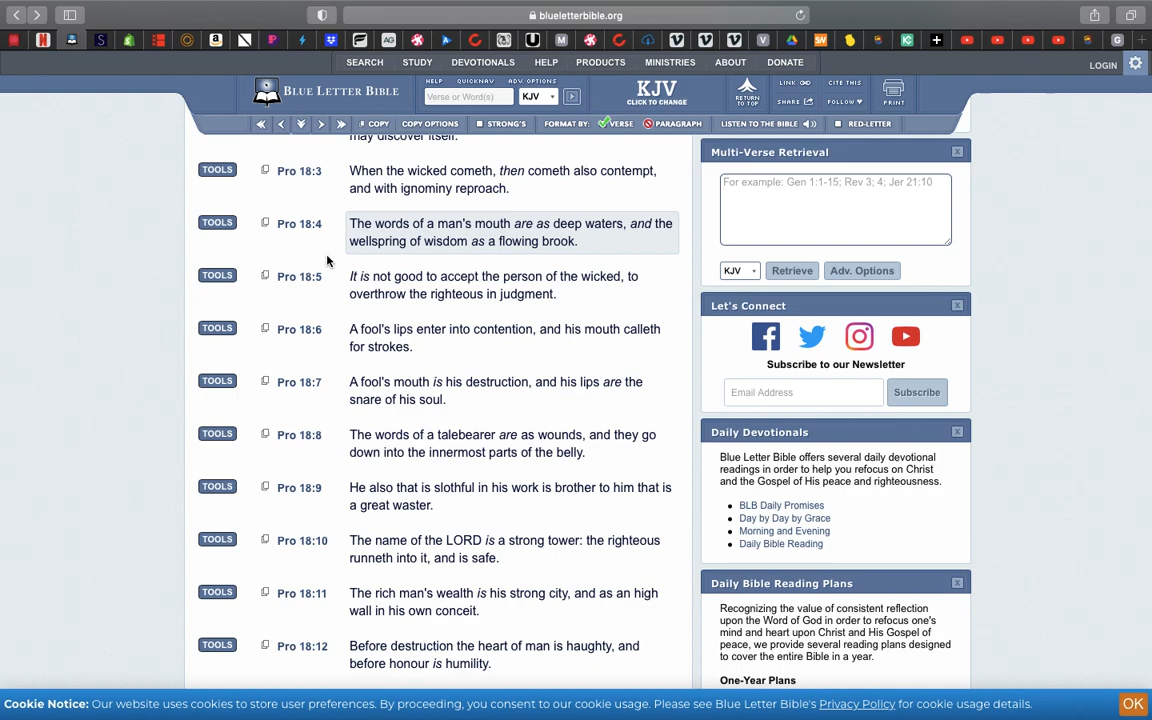 blueletterbible.org
SEARCH STUDY DEVOTIONALS HELP PRODUCTS MINISTRIES ABOUT DONATE
LOGIN
BLUE LETTER BIBLE
HELP QUICKNAV ADV. OPTIONS
Verse or Word(s) KJV
KJV
CLICK TO CHANGE
RETURN
TO TOP
LINK CITE THIS
SHARE FOLLOW
PRINT
COPY COPY OPTIONS STRONG'S FORMAT BY: VERSE PARAGRAPH LISTEN TO THE BIBLE RED-LETTER
may discover itself.
TOOLS Pro 18:3 When the wicked cometh, then cometh also contempt,
and with ignominy reproach.
TOOLS Pro 18:4 The words of a man's mouth are as deep waters, and the
wellspring of wisdom as a flowing brook.
TOOLS Pro 18:5 It is not good to accept the person of the wicked, to
overthrow the righteous in judgment.
TOOLS Pro 18:6 A fool's lips enter into contention, and his mouth calleth
for strokes.
TOOLS Pro 18:7 A fool's mouth is his destruction, and his lips are the
snare of his soul.
TOOLS Pro 18:8 The words of a talebearer are as wounds, and they go
down into the innermost parts of the belly.
TOOLS Pro 18:9 He also that is slothful in his work is brother to him that is
a great waster.
TOOLS Pro 18:10 The name of the LORD is a strong tower: the righteous
runneth into it, and is safe.
TOOLS Pro 18:11 The rich man's wealth is his strong city, and as an high
wall in his own conceit.
TOOLS Pro 18:12 Before destruction the heart of man is haughty, and
before honour is humility.
Multi-Verse Retrieval X
For example: Gen 1:1-15; Rev 3; 4; Jer 21:10
KJV Retrieve Adv. Options
Let's Connect X
Subscribe to our Newsletter
Email Address Subscribe
Daily Devotionals X
Blue Letter Bible offers several daily devotional
readings in order to help you refocus on Christ
and the Gospel of His peace and righteousness.
BLB Daily Promises
Day by Day by Grace
Morning and Evening
Daily Bible Reading
Daily Bible Reading Plans X
Recognizing the value of consistent reflection
upon the Word of God in order to refocus one's
mind and heart upon Christ and His Gospel of
peace, we provide several reading plans designed
to cover the entire Bible in a year.
One-Year Plans
Cookie Notice: Our website uses cookies to store user preferences. By proceeding, you consent to our cookie usage. Please see Blue Letter Bible's Privacy Policy for cookie usage details. OK